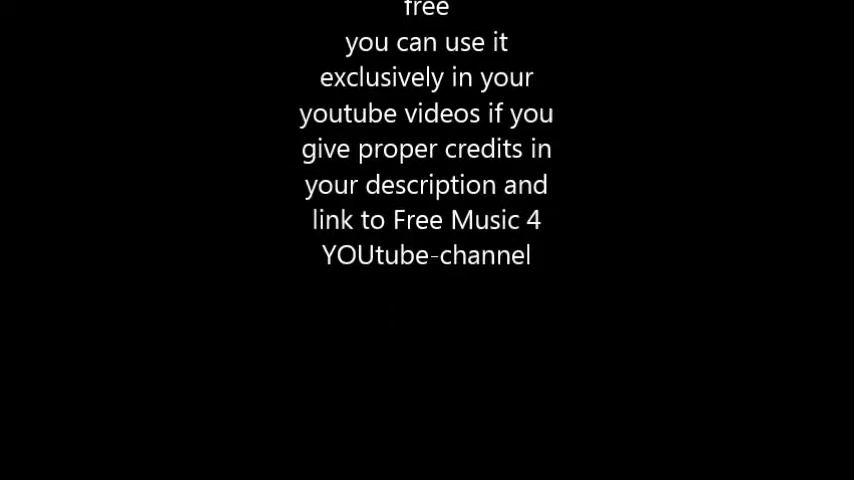 free
you can use it
exclusively in your
youtube videos if you
give proper credits in
your description and
link to Free Music 4
YOUtube-channel